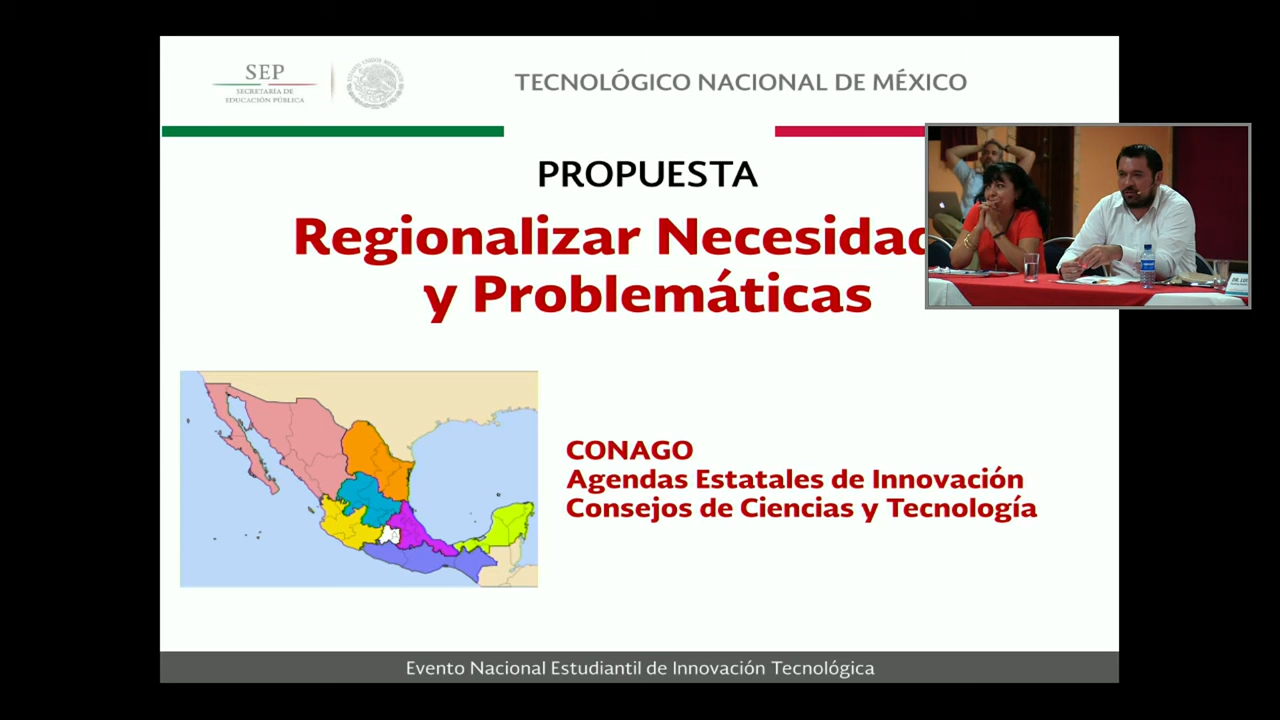 SEP
SECRETARÍA DE
EDUCACIÓN PÚBLICA
TECNOLÓGICO NACIONAL DE MÉXICO
PROPUESTA
Regionalizar Necesidad
y Problemáticas
CONAGO
Agendas Estatales de Innovación
Consejos de Ciencias y Tecnología
Evento Nacional Estudiantil de Innovación Tecnológica